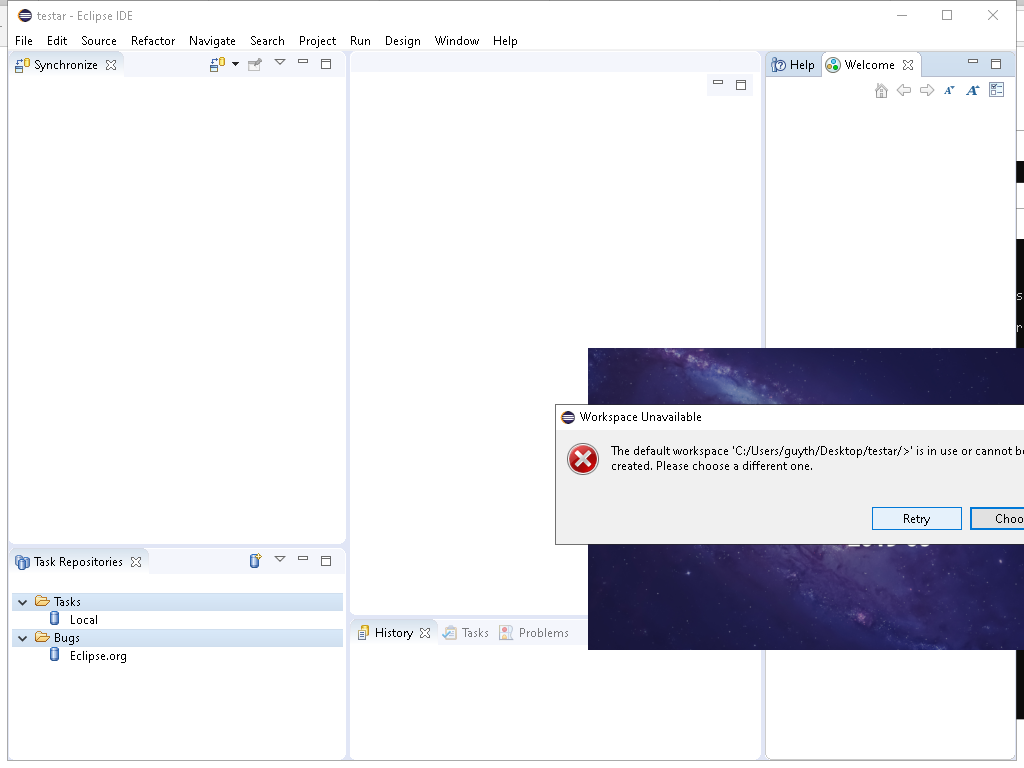 testar - Eclipse IDE
File Edit Source Refactor Navigate Search Project Run Design Window Help
Synchronize
Help Welcome
Workspace Unavailable
The default workspace 'C:/Users/guyth/Desktop/testar/>' is in use or cannot be
created. Please choose a different one.
Retry Choo
Task Repositories
Tasks
Local
Bugs
Eclipse.org
History Tasks Problems